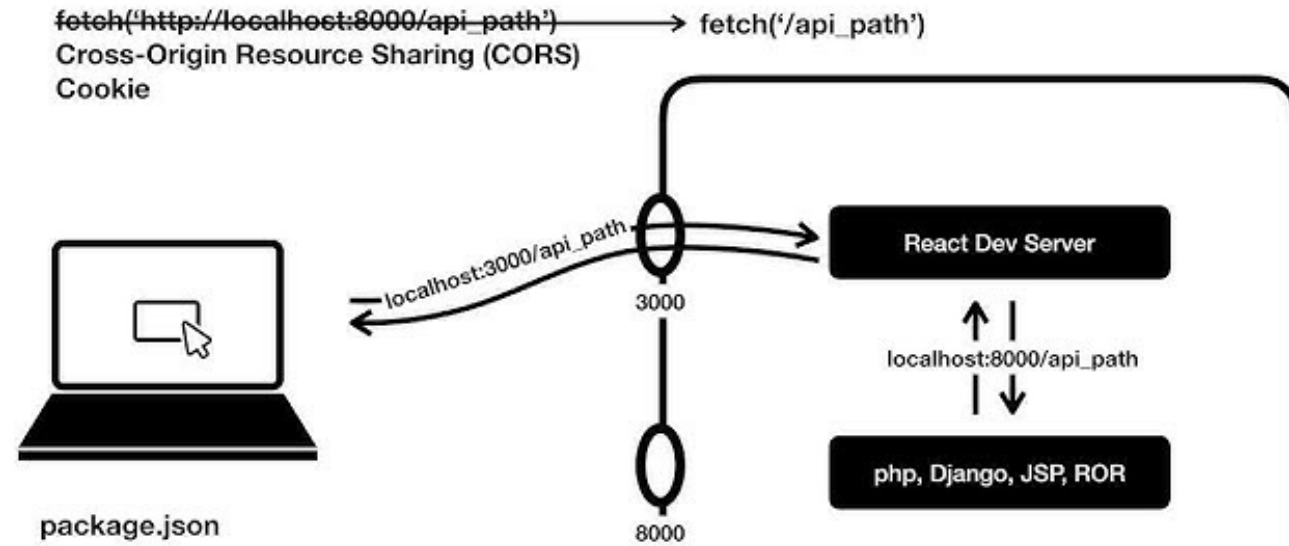 fetch(‘http://localhost:8000/api_path’)
fetch(‘/api_path’)
Cross-Origin Resource Sharing (CORS)
Cookie
localhost:3000/api_path
React Dev Server
3000
localhost:8000/api_path
php, Django, JSP, ROR
package.json
8000